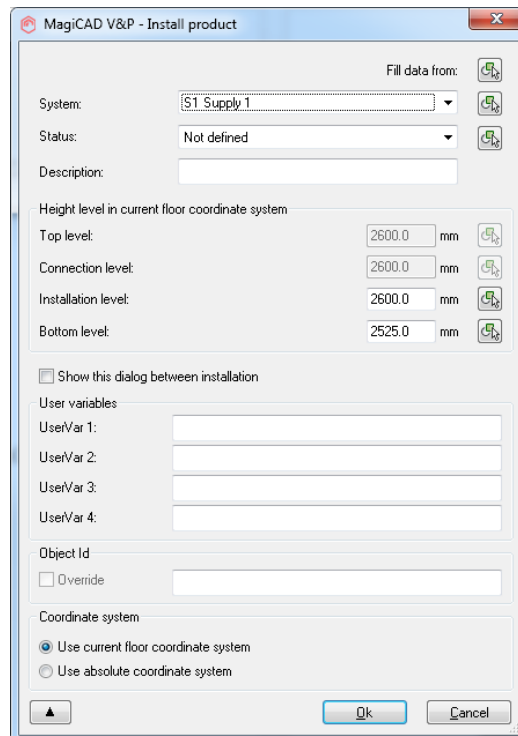 MagiCAD V&P - Install product
Fill data from:
System: S1 Supply 1
Status: Not defined
Description:
Height level in current floor coordinate system
Top level: 2600.0 mm
Connection level: 2600.0 mm
Installation level: 2600.0 mm
Bottom level: 2525.0 mm
Show this dialog between installation
User variables
UserVar 1:
UserVar 2:
UserVar 3:
UserVar 4:
Object Id
Override
Coordinate system
Use current floor coordinate system
Use absolute coordinate system
Ok Cancel